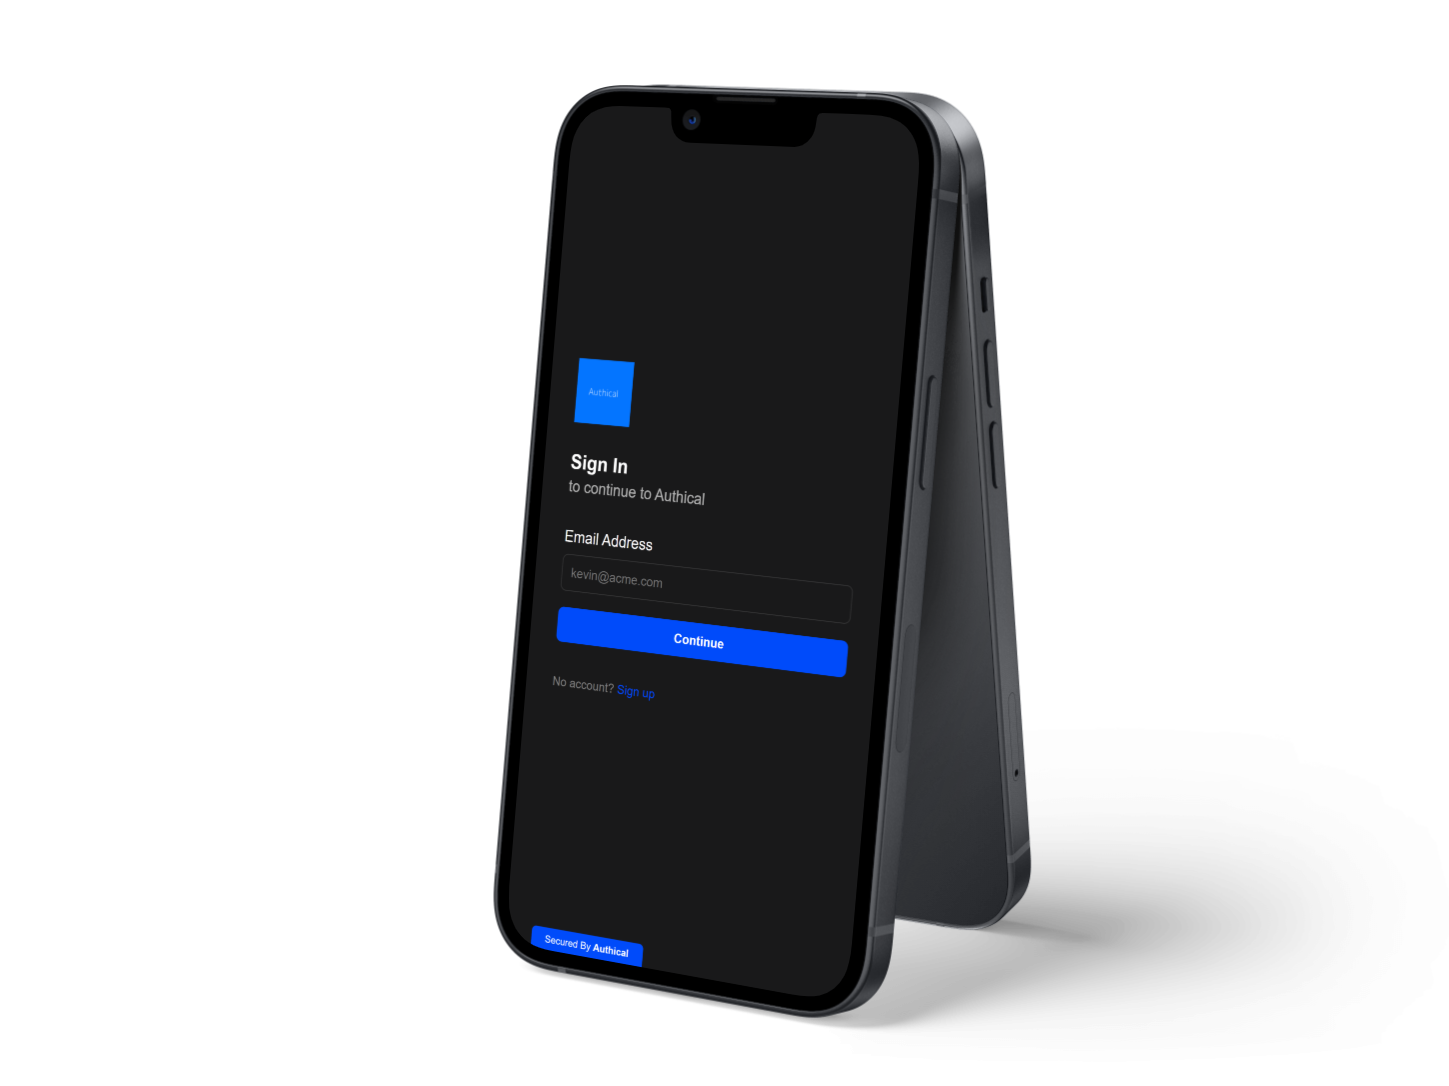 Authical
Sign In
to continue to Authical
Email Address
kevin@acme.com
Continue
No account? Sign up
Secured By Authical